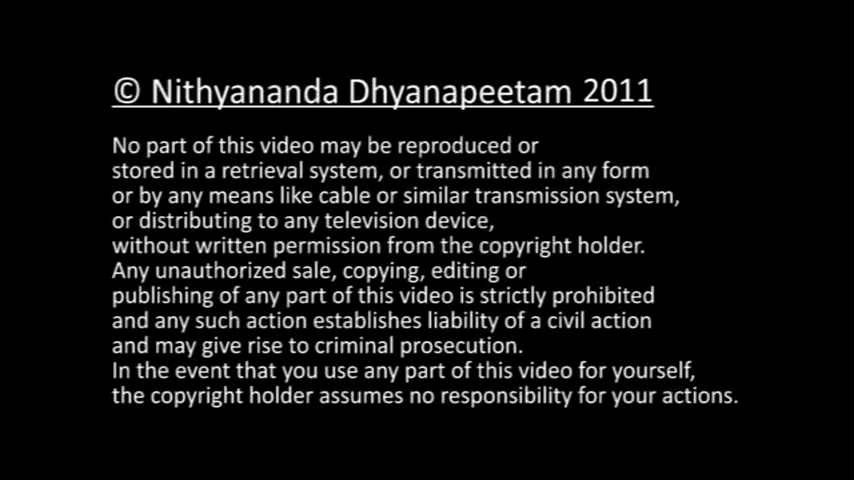 © Nithyananda Dhyanapeetam 2011
No part of this video may be reproduced or
stored in a retrieval system, or transmitted in any form
or by any means like cable or similar transmission system,
or distributing to any television device,
without written permission from the copyright holder.
Any unauthorized sale, copying, editing or
publishing of any part of this video is strictly prohibited
and any such action establishes liability of a civil action
and may give rise to criminal prosecution.
In the event that you use any part of this video for yourself,
the copyright holder assumes no responsibility for your actions.